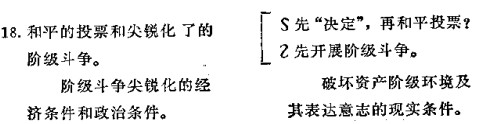 18. 和平的投票和尖锐化了的
阶级斗争。
阶级斗争尖锐化的经
济条件和政治条件。
S先“决定”，再和平投票？
2先开展阶级斗争。
破坏资产阶级环境及
其表达意志的现实条件。